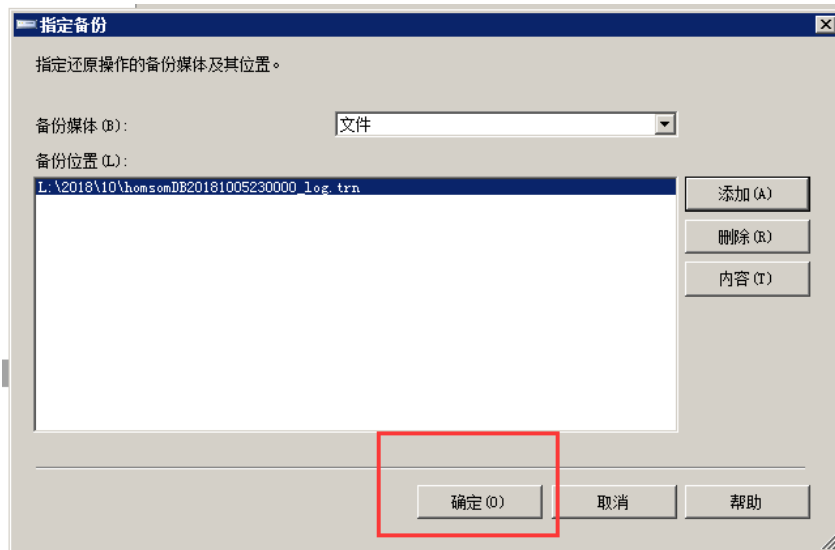 指定备份
指定还原操作的备份媒体及其位置。
备份媒体(B):
文件
备份位置(L):
L:\2018\10\homsomDB20181005230000_log.trn
添加(A)
删除(R)
内容(T)
确定(O)
取消
帮助